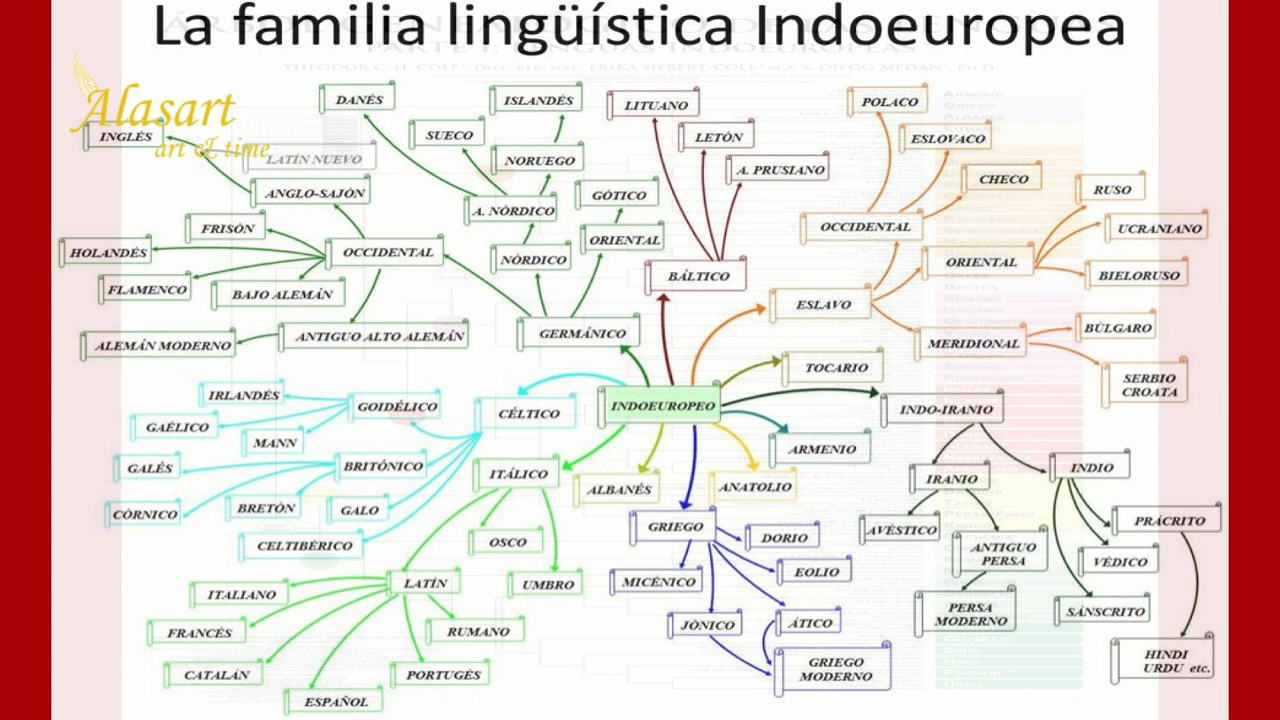 La familia lingüística Indoeuropea
THEODOR C. H. COLE
Alasart
art & time
DANÉS
ISLANDÉS
LITUANO
POLACO
INGLÉS
SUECO
LETÓN
ESLOVACO
LATÍN NUEVO
NORUEGO
A. PRUSIANO
CHECO
RUSO
ANGLO-SAJÓN
GÓTICO
A. NÓRDICO
FRISÓN
ORIENTAL
OCCIDENTAL
UCRANIANO
HOLANDÉS
OCCIDENTAL
NÓRDICO
BÁLTICO
ORIENTAL
BIELORUSO
FLAMENCO
BAJO ALEMÁN
ESLAVO
ALEMÁN MODERNO
ANTIGUO ALTO ALEMÁN
GERMÁNICO
MERIDIONAL
BÚLGARO
TOCARIO
SERBIO
CROATA
IRLANDÉS
GOIDÉLICO
CÉLTICO
INDOEUROPEO
INDO-IRANIO
GAÉLICO
MANN
ARMENIO
GALÉS
BRITÓNICO
ITÁLICO
ALBANÉS
ANATOLIO
IRANIO
INDIO
CÓRNICO
BRETÓN
GALO
GRIEGO
DORIO
AVÉSTICO
PRÁCRITO
CELTIBÉRICO
OSCO
ANTIGUO
PERSA
VÉDICO
ITALIANO
LATÍN
UMBRO
MICÉNICO
EOLIO
FRANCÉS
RUMANO
JÓNICO
ÁTICO
PERSA
MODERNO
SÁNSCRITO
CATALÁN
PORTUGÉS
GRIEGO
MODERNO
HINDI
URDU etc.
ESPAÑOL